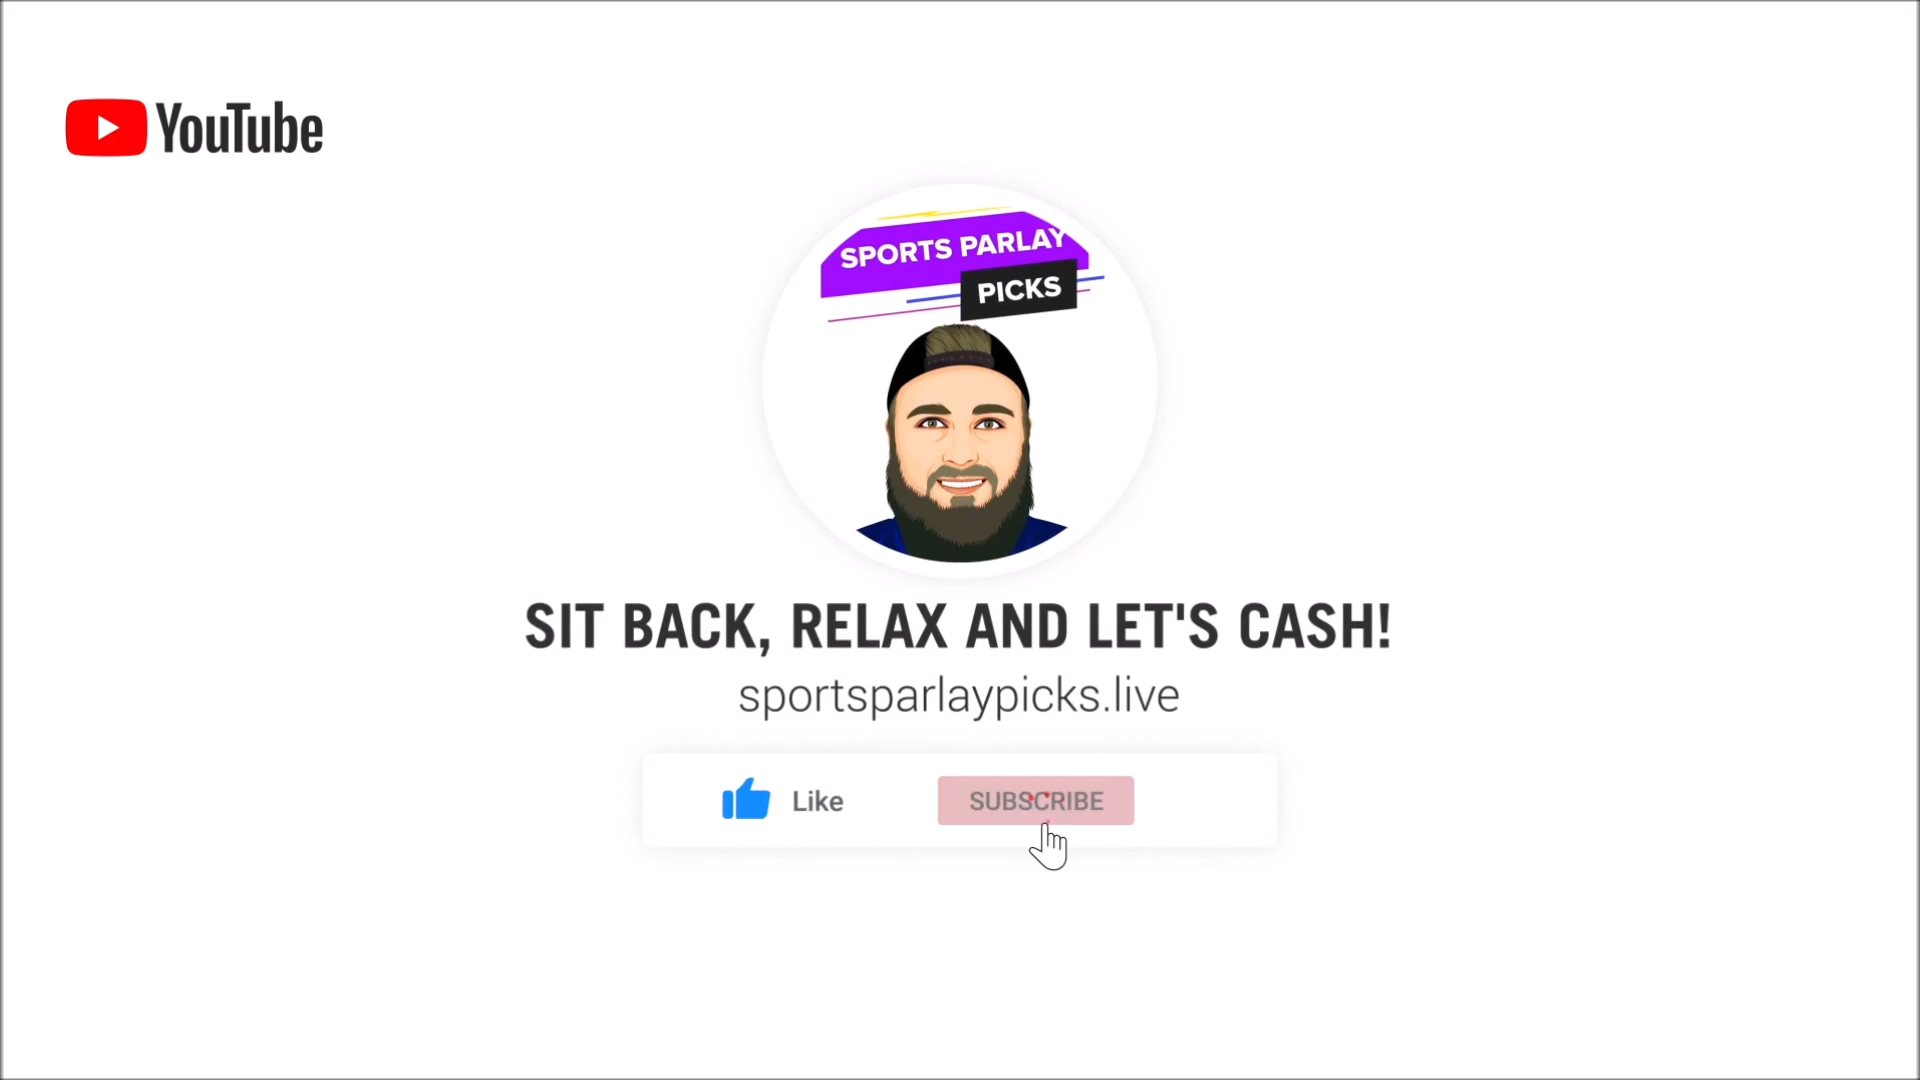 YouTube
SPORTS PARLAY
PICKS
SIT BACK, RELAX AND LET'S CASH!
sportsparlaypicks.live
Like
SUBSCRIBE